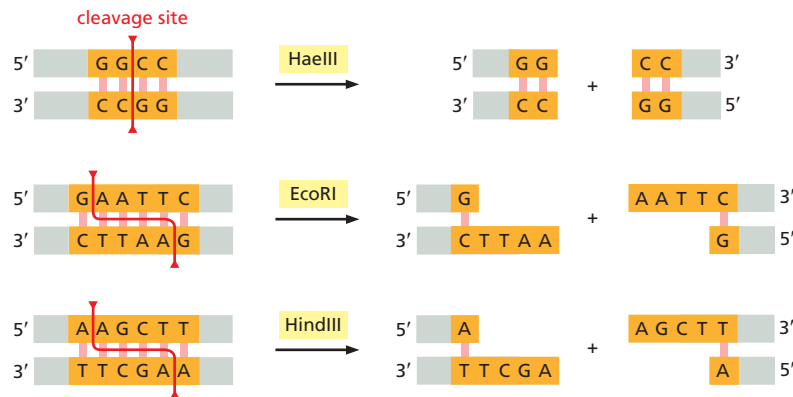 cleavage site
5′ G G C C HaeIII 5′ G G + C C 3′
3′ C C G G C C G G 5′
5′ G A A T T C EcoRI 5′ G + A A T T C 3′
3′ C T T A A G 3′ C T T A A G 5′
5′ A A G C T T HindIII 5′ A + A G C T T 3′
3′ T T C G A A 3′ T T C G A A 5′